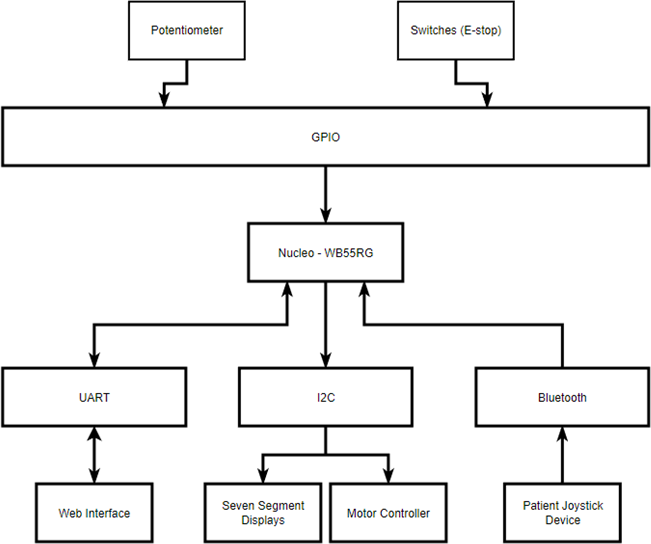 Potentiometer
Switches (E-stop)
GPIO
Nucleo - WB55RG
UART
I2C
Bluetooth
Web Interface
Seven Segment
Displays
Motor Controller
Patient Joystick
Device